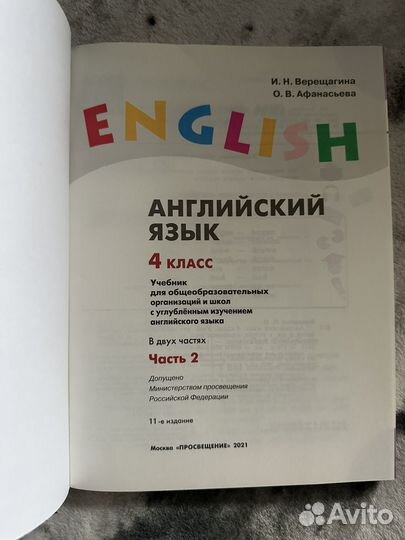 И. Н. Верещагина
О. В. Афанасьева
ENGLISH
АНГЛИЙСКИЙ
ЯЗЫК
4 КЛАСС
Учебник
для общеобразовательных
организаций и школ
с углублённым изучением
английского языка
В двух частях
Часть 2
Допущено
Министерством просвещения
Российской Федерации
11-е издание
Москва «ПРОСВЕЩЕНИЕ» 2021
Avito